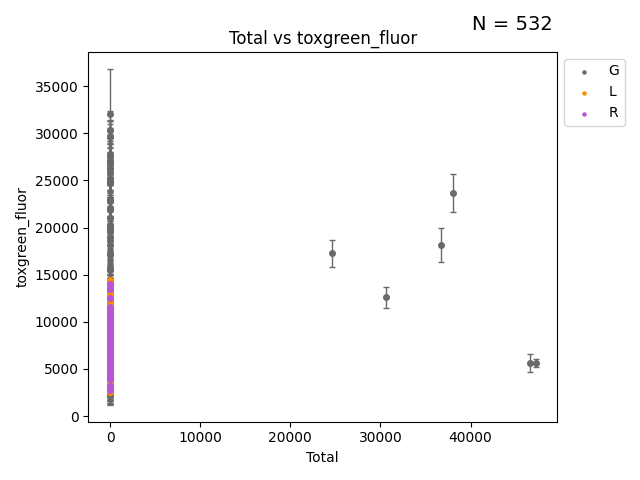 N = 532
Total vs toxgreen_fluor
G
L
R
toxgreen_fluor
35000
30000
25000
20000
15000
10000
5000
0
0 10000 20000 30000 40000
Total